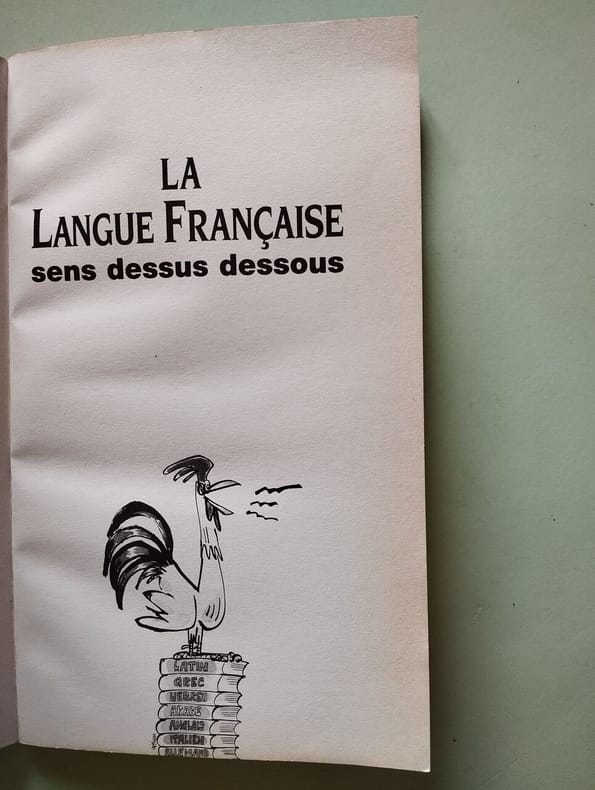 LA
LANGUE FRANÇAISE
sens dessus dessous
LATIN
GREC
HEBREU
ARABE
ANGLAIS
ITALIEN
ALLEMAND